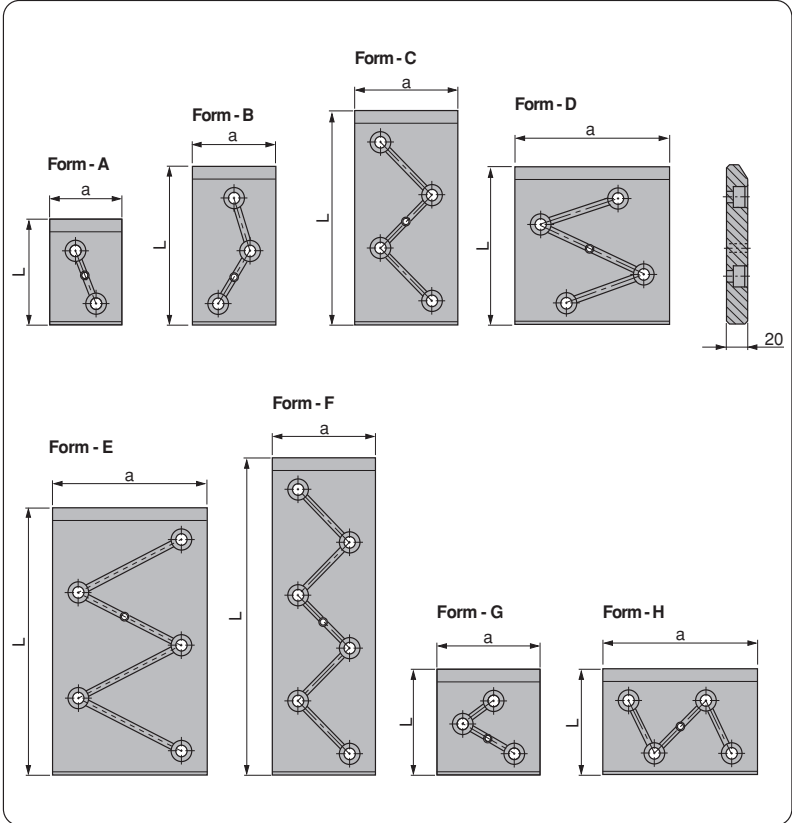 Form - A
a
L
Form - B
a
L
Form - C
a
L
Form - D
a
L
20
Form - E
a
L
Form - F
a
L
Form - G
a
L
Form - H
a
L